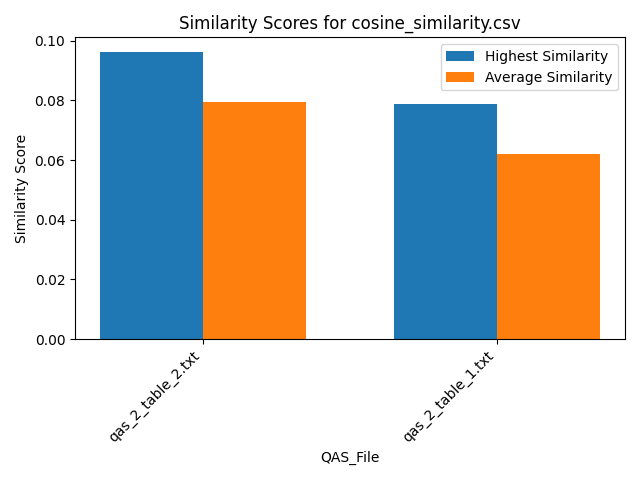 Similarity Scores for cosine_similarity.csv
Highest Similarity
Average Similarity
Similarity Score
0.10
0.08
0.06
0.04
0.02
0.00
qas_2_table_2.txt
qas_2_table_1.txt
QAS_File